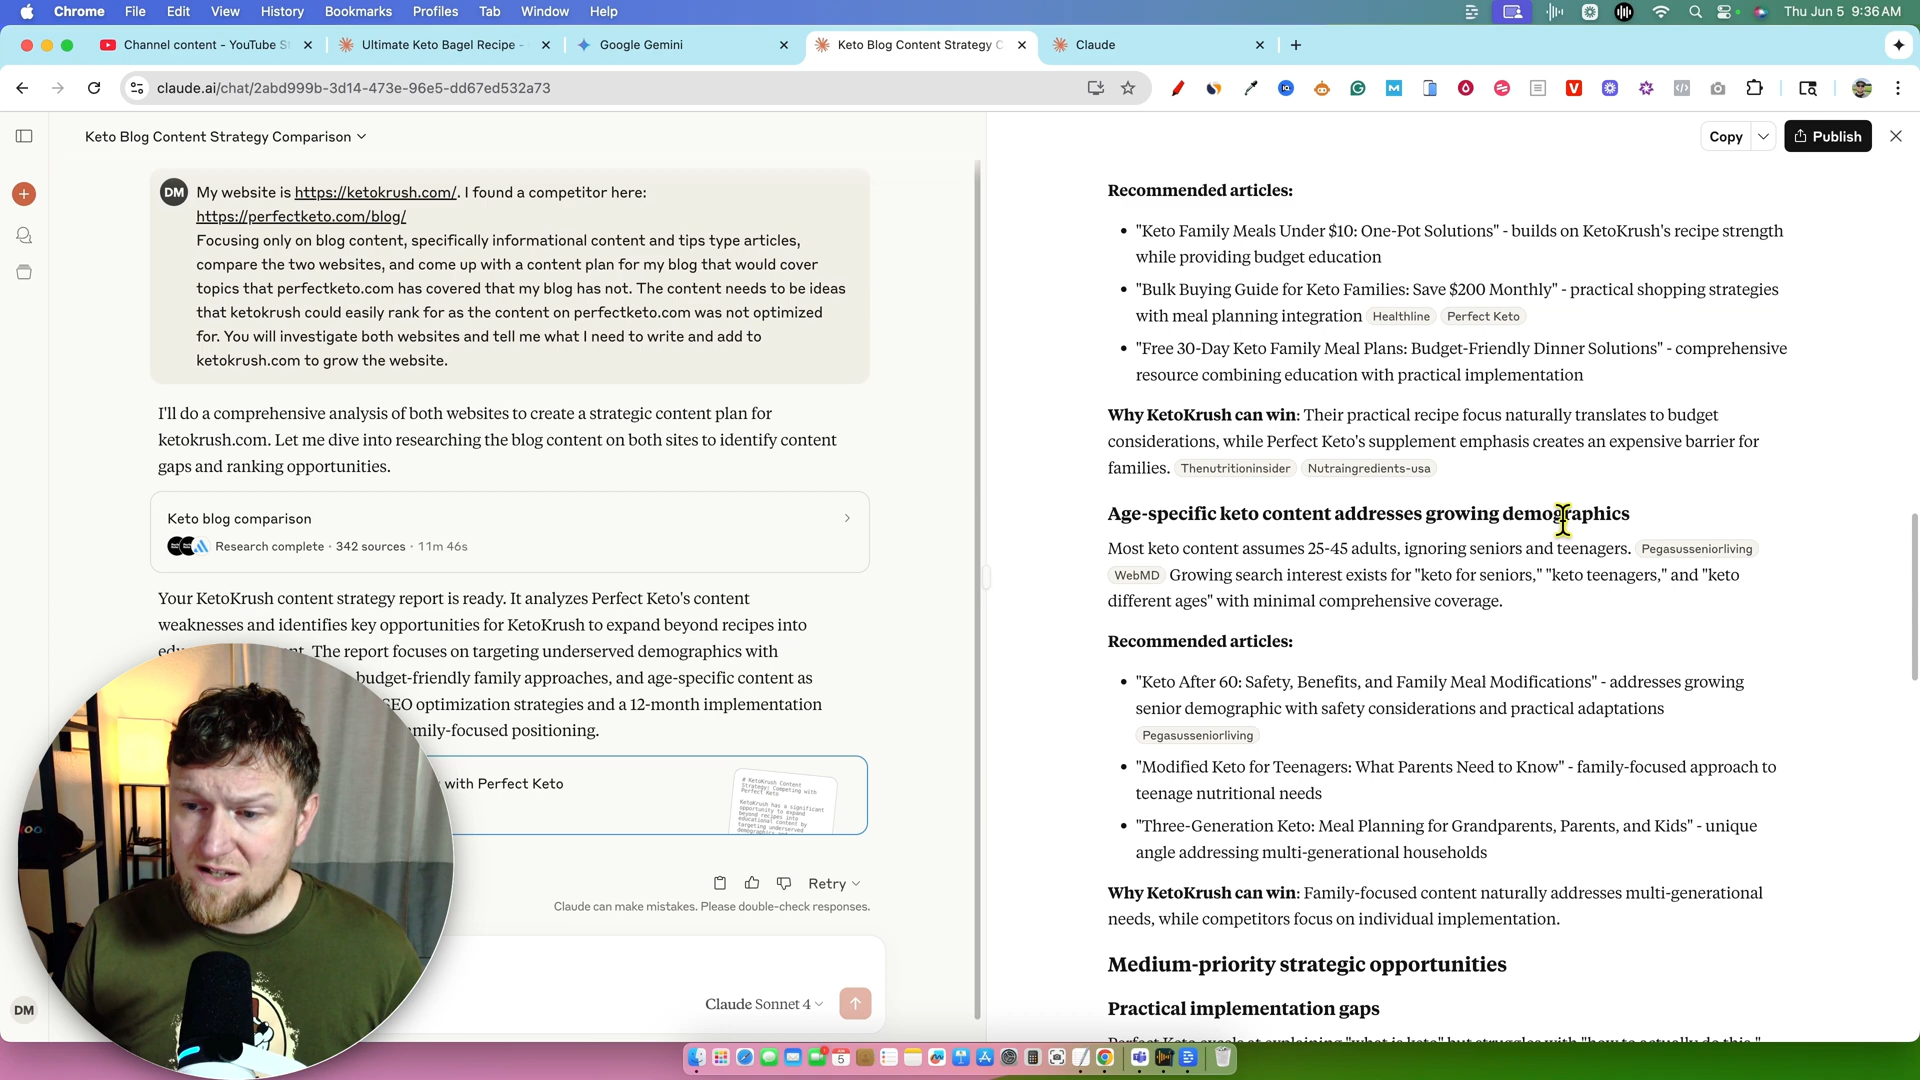 Chrome File Edit View History Bookmarks Profiles Tab Window Help
Thu Jun 5 9:36 AM
Channel content - YouTube S
Ultimate Keto Bagel Recipe -
Google Gemini
Keto Blog Content Strategy C
Claude
claude.ai/chat/2abd999b-3d14-473e-96e5-dd67ed532a73
Keto Blog Content Strategy Comparison
DM
My website is https://ketokrush.com/. I found a competitor here:
https://perfectketo.com/blog/
Focusing only on blog content, specifically informational content and tips type articles,
compare the two websites, and come up with a content plan for my blog that would cover
topics that perfectketo.com has covered that my blog has not. The content needs to be ideas
that ketokrush could easily rank for as the content on perfectketo.com was not optimized
for. You will investigate both websites and tell me what I need to write and add to
ketokrush.com to grow the website.
I'll do a comprehensive analysis of both websites to create a strategic content plan for
ketokrush.com. Let me dive into researching the blog content on both sites to identify content
gaps and ranking opportunities.
Keto blog comparison
Research complete · 342 sources · 11m 46s
Your KetoKrush content strategy report is ready. It analyzes Perfect Keto's content
weaknesses and identifies key opportunities for KetoKrush to expand beyond recipes into
The report focuses on targeting underserved demographics with
budget-friendly family approaches, and age-specific content as
SEO optimization strategies and a 12-month implementation
family-focused positioning.
with Perfect Keto
# KetoKrush Content
Strategy: Competing with
Perfect Keto
KetoKrush has a significant
opportunity to expand
beyond recipes into
educational content by
targeting underserved
Retry
Claude can make mistakes. Please double-check responses.
Claude Sonnet 4
DM
Copy
Publish
Recommended articles:
• "Keto Family Meals Under $10: One-Pot Solutions" - builds on KetoKrush's recipe strength
while providing budget education
• "Bulk Buying Guide for Keto Families: Save $200 Monthly" - practical shopping strategies
with meal planning integration Healthline Perfect Keto
• "Free 30-Day Keto Family Meal Plans: Budget-Friendly Dinner Solutions" - comprehensive
resource combining education with practical implementation
Why KetoKrush can win: Their practical recipe focus naturally translates to budget
considerations, while Perfect Keto's supplement emphasis creates an expensive barrier for
families. Thenutritioninsider Nutraingredients-usa
Age-specific keto content addresses growing demographics
Most keto content assumes 25-45 adults, ignoring seniors and teenagers. Pegasusseniorliving
WebMD Growing search interest exists for "keto for seniors," "keto teenagers," and "keto
different ages" with minimal comprehensive coverage.
Recommended articles:
• "Keto After 60: Safety, Benefits, and Family Meal Modifications" - addresses growing
senior demographic with safety considerations and practical adaptations
Pegasusseniorliving
• "Modified Keto for Teenagers: What Parents Need to Know" - family-focused approach to
teenage nutritional needs
• "Three-Generation Keto: Meal Planning for Grandparents, Parents, and Kids" - unique
angle addressing multi-generational households
Why KetoKrush can win: Family-focused content naturally addresses multi-generational
needs, while competitors focus on individual implementation.
Medium-priority strategic opportunities
Practical implementation gaps